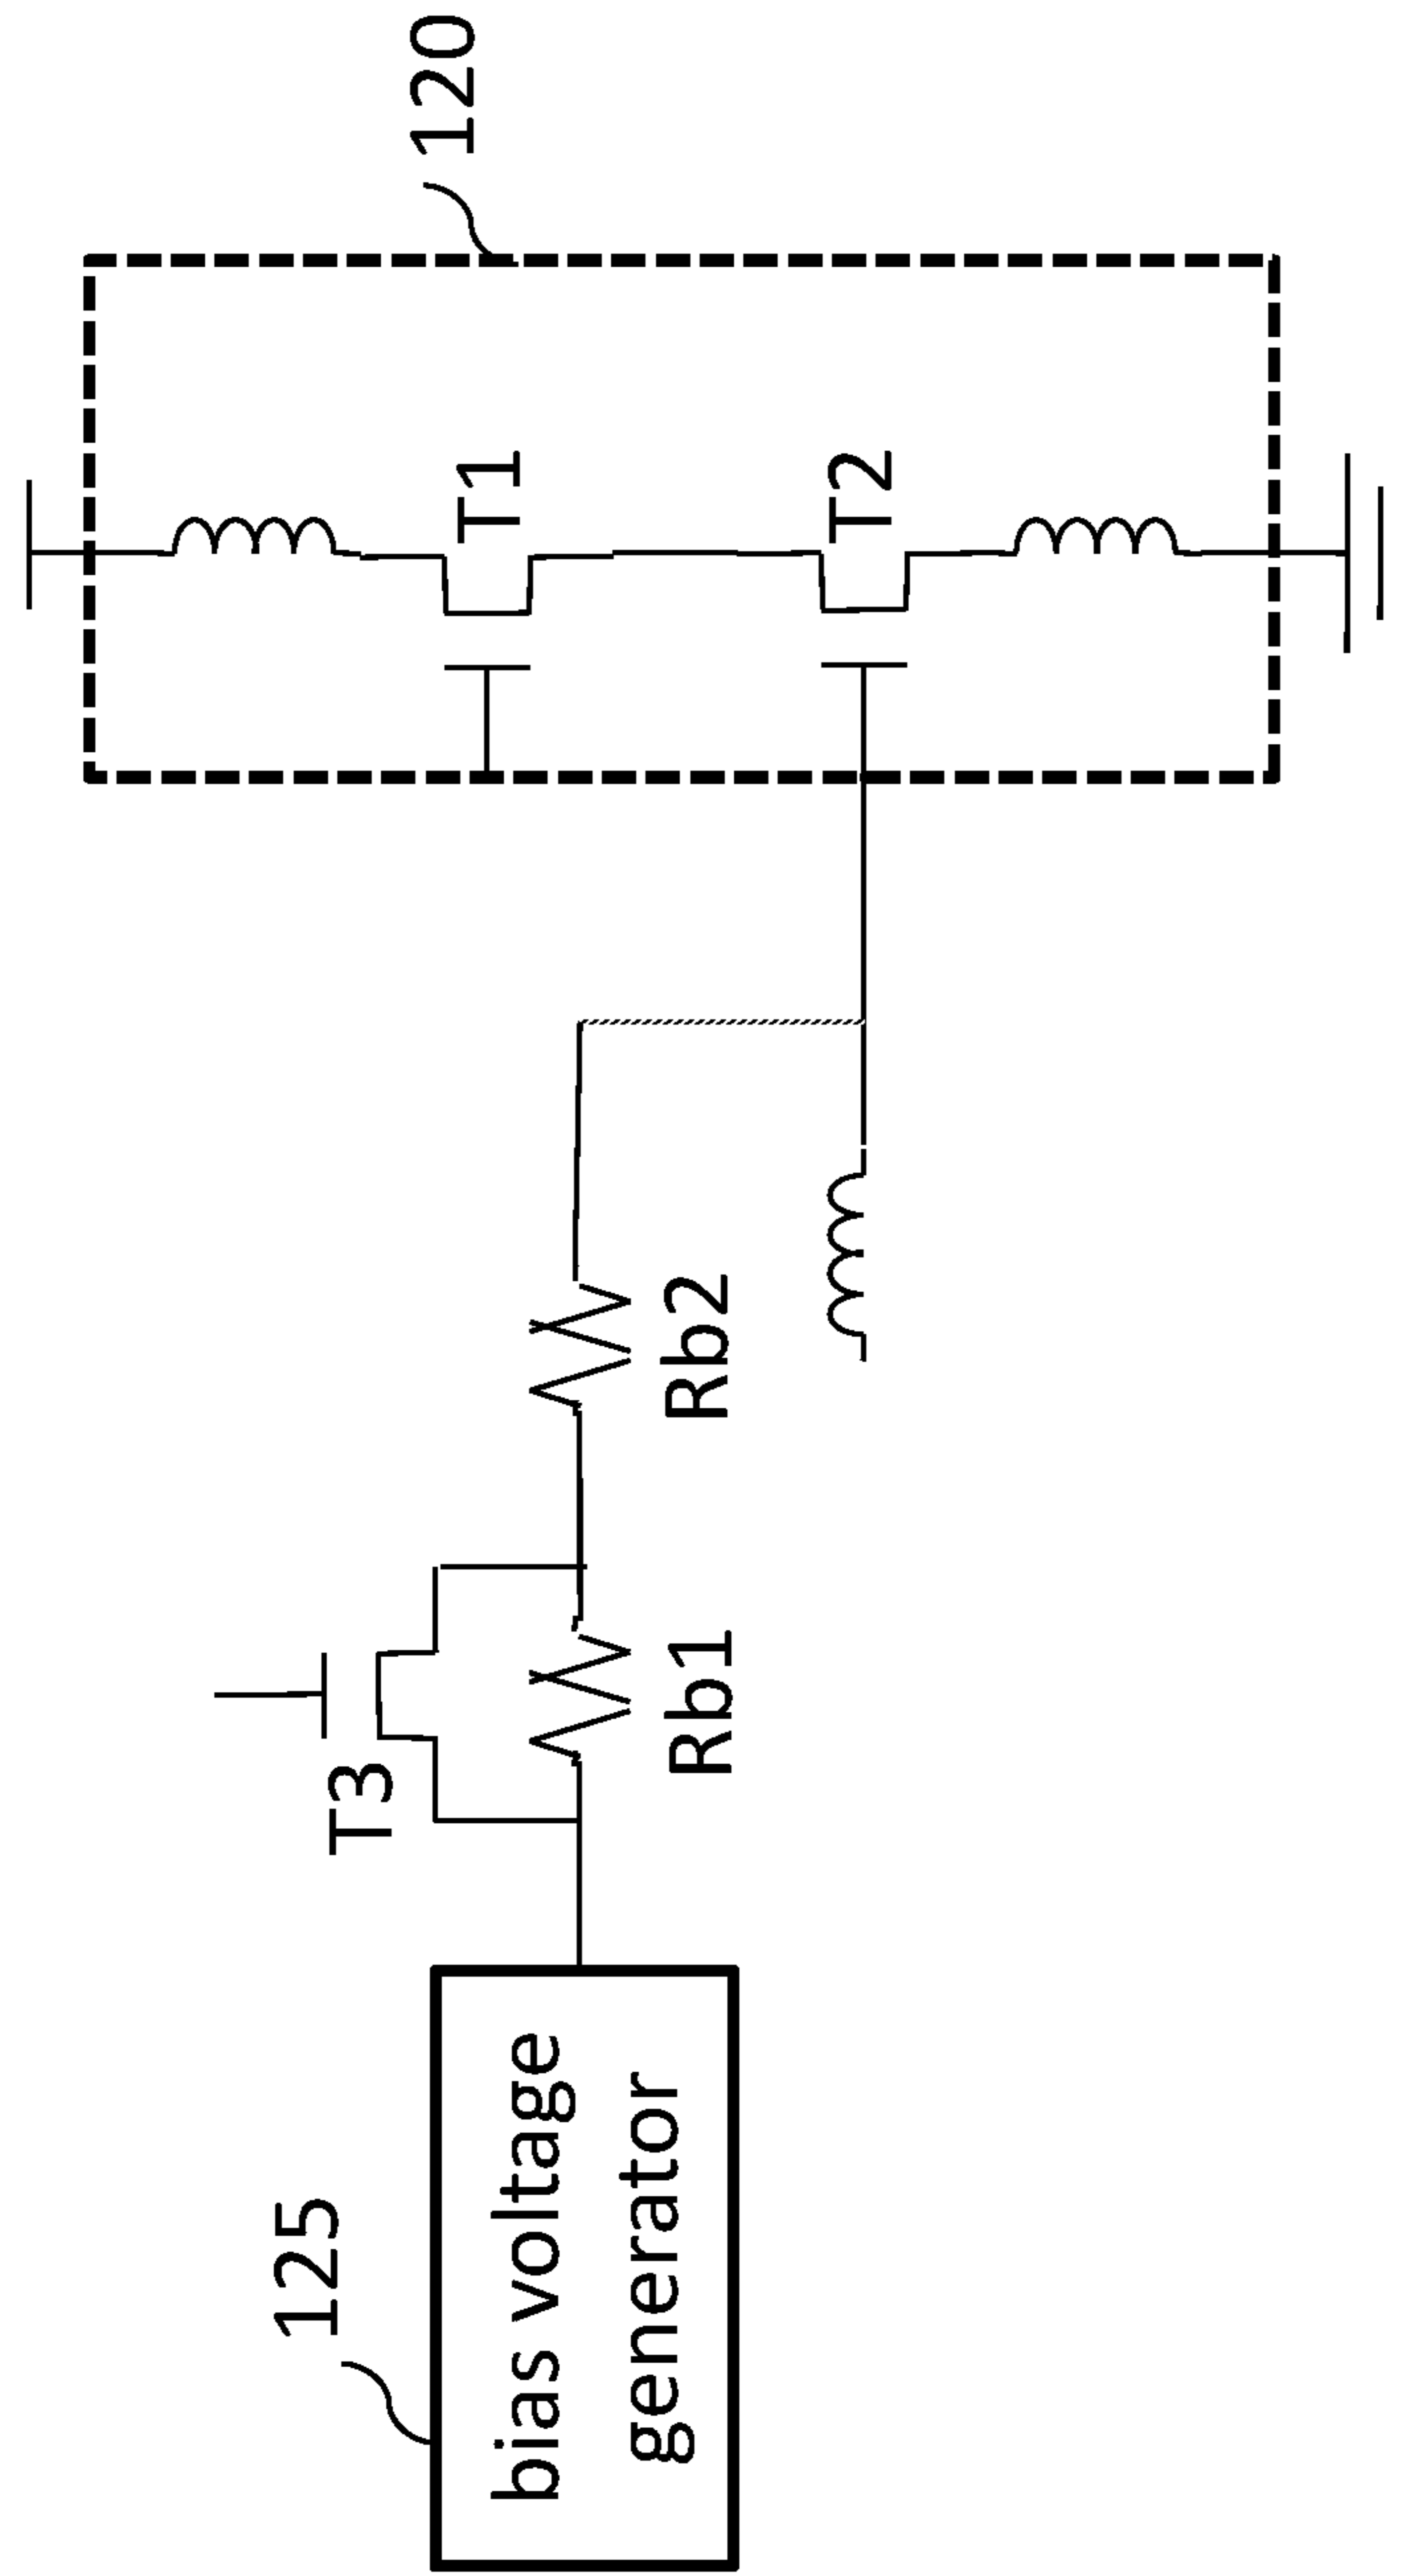 125
bias voltage
generator
T3
Rb1
Rb2
T1
T2
120